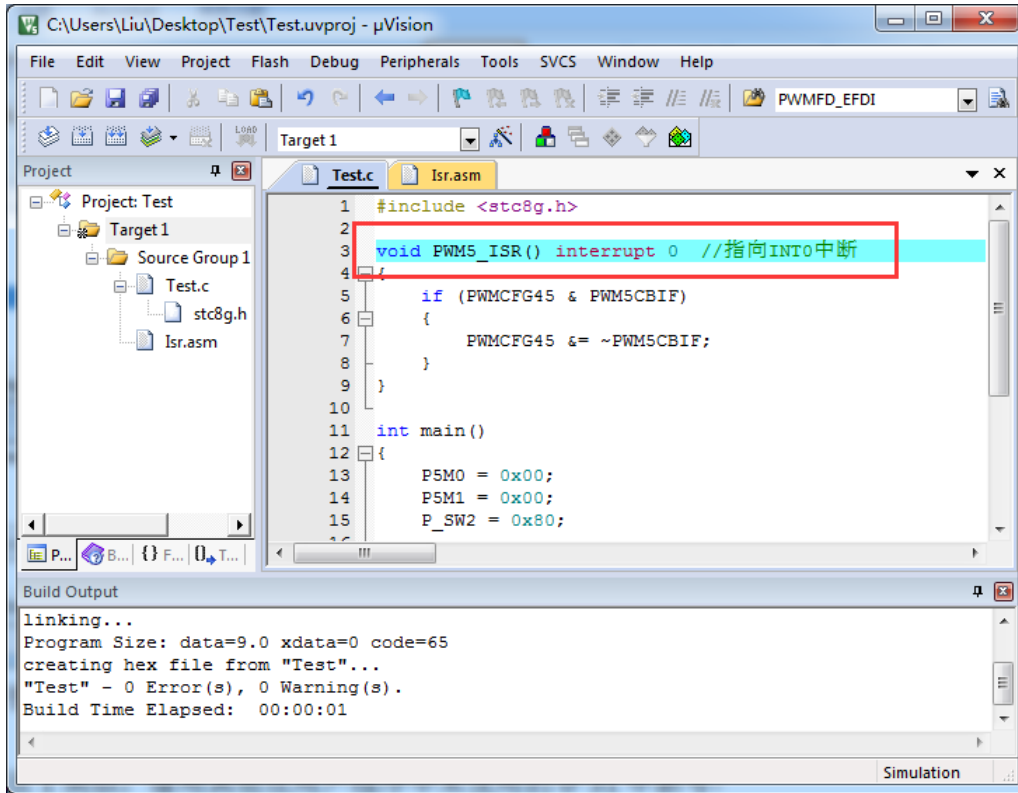 C:\Users\Liu\Desktop\Test\Test.uvproj - µVision
File Edit View Project Flash Debug Peripherals Tools SVCS Window Help
PWMFD_EFDI
LOAD Target 1
Project
Test.c Isr.asm
Project: Test
Target 1
Source Group 1
Test.c
stc8g.h
Isr.asm
1 #include <stc8g.h>
2
3 void PWM5_ISR() interrupt 0 //指向INT0中断
4 {
5 if (PWMCFG45 & PWM5CBIF)
6 {
7 PWMCFG45 &= ~PWM5CBIF;
8 }
9 }
10
11 int main()
12 {
13 P5M0 = 0x00;
14 P5M1 = 0x00;
15 P_SW2 = 0x80;
P... B... {} F... 0 T...
Build Output
linking...
Program Size: data=9.0 xdata=0 code=65
creating hex file from "Test"...
"Test" - 0 Error(s), 0 Warning(s).
Build Time Elapsed: 00:00:01
Simulation